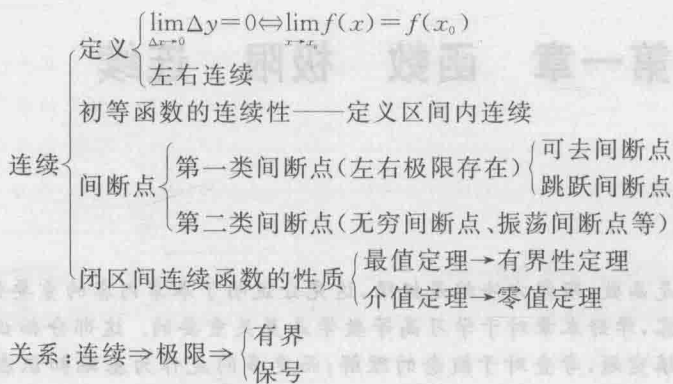 定义 lim Δy=0⇔lim f(x)=f(x₀)
Δx→0 x→x₀
左右连续
初等函数的连续性——定义区间内连续
连续
间断点
第一类间断点(左右极限存在)
可去间断点
跳跃间断点
第二类间断点(无穷间断点、振荡间断点等)
闭区间连续函数的性质
最值定理→有界性定理
介值定理→零值定理
关系:连续⇒极限⇒
有界
保号